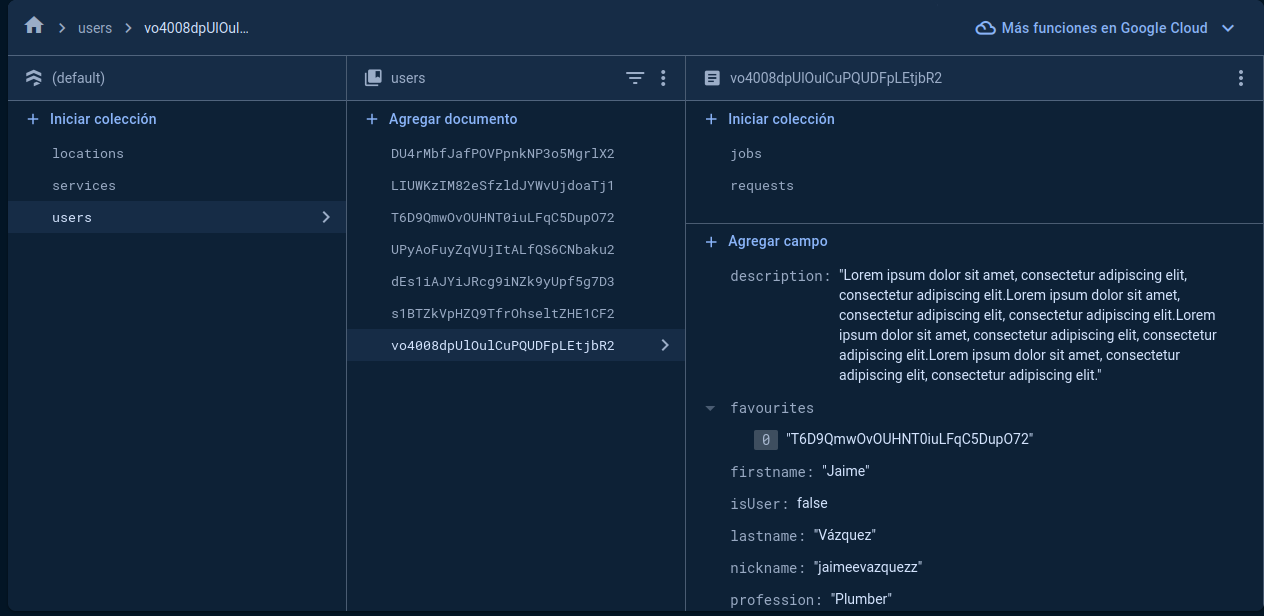 users
vo4008dpUlOul...
Más funciones en Google Cloud
(default)
users
vo4008dpUlOulCuPQUDFpLEtjbR2
Iniciar colección
locations
services
users
Agregar documento
DU4rMbfJafPOVPpnkNP3o5MgrlX2
LIUWKzIM82eSfzldJYWvUjdoaTj1
T6D9QmwOvOUHNT0iuLFqC5DupO72
UPyAoFuyZqVUjItALfQS6CNbaku2
dEs1iAJYiJRcg9iNZk9yUpf5g7D3
s1BTZkVpHZQ9TfrOhseltZHE1CF2
vo4008dpUlOulCuPQUDFpLEtjbR2
Iniciar colección
jobs
requests
Agregar campo
description: "Lorem ipsum dolor sit amet, consectetur adipiscing elit,
consectetur adipiscing elit.Lorem ipsum dolor sit amet,
consectetur adipiscing elit, consectetur adipiscing elit.Lorem
ipsum dolor sit amet, consectetur adipiscing elit, consectetur
adipiscing elit.Lorem ipsum dolor sit amet, consectetur
adipiscing elit, consectetur adipiscing elit."
favourites
0 "T6D9QmwOvOUHNT0iuLFqC5DupO72"
firstname: "Jaime"
isUser: false
lastname: "Vázquez"
nickname: "jaimeevazquezz"
profession: "Plumber"